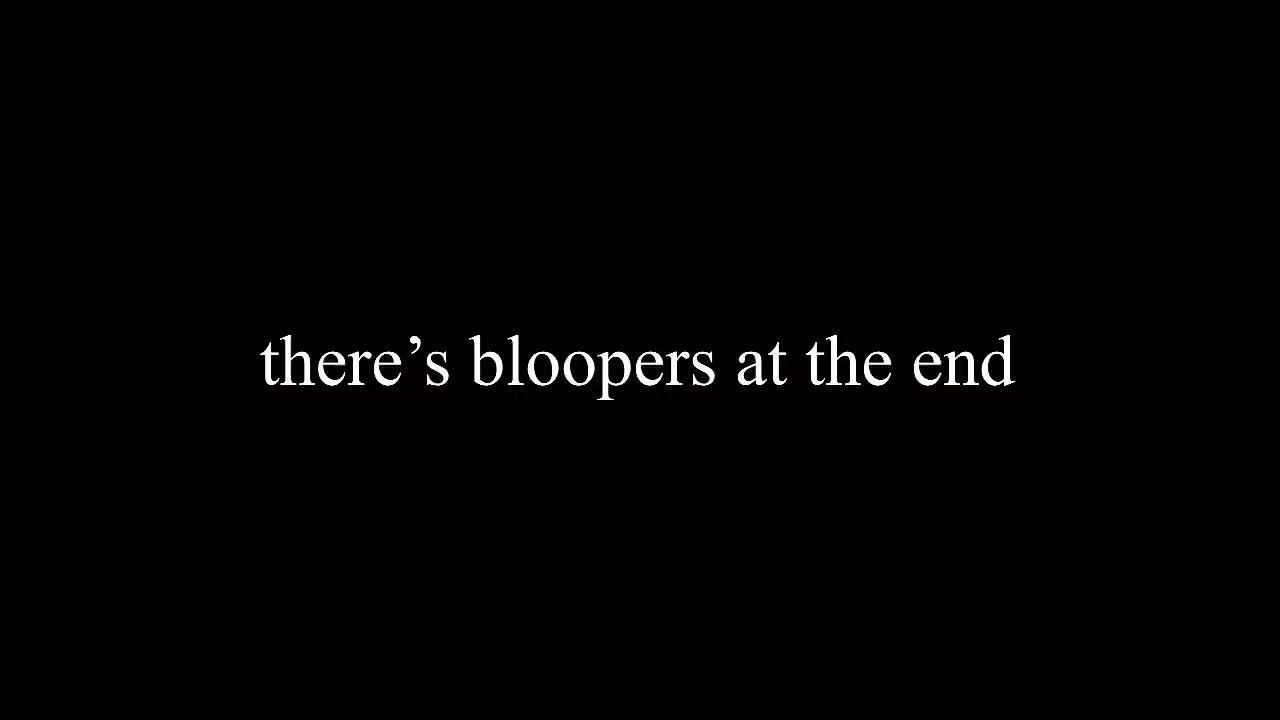 there’s bloopers at the end